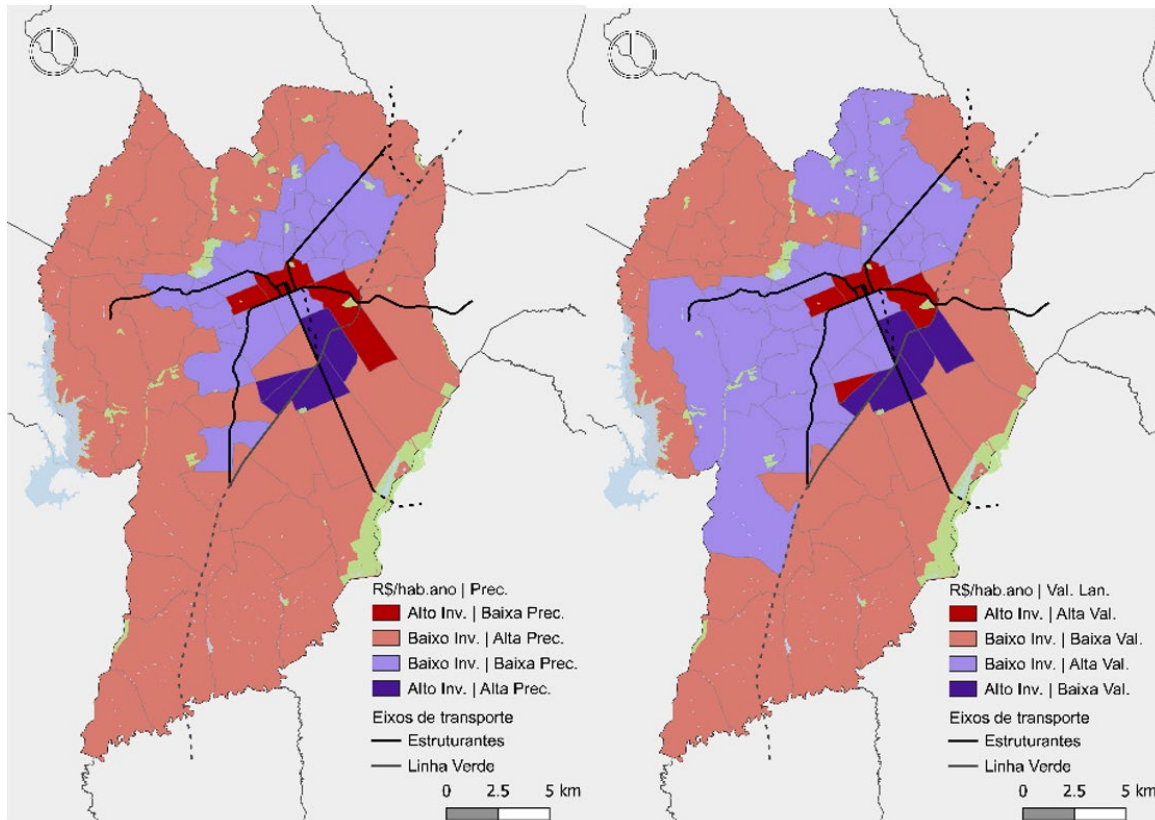 R$/hab.ano | Prec.
Alto Inv. | Baixa Prec.
Baixo Inv. | Alta Prec.
Baixo Inv. | Baixa Prec.
Alto Inv. | Alta Prec.
Eixos de transporte
Estruturantes
Linha Verde
0 2.5 5 km
R$/hab.ano | Val. Lan.
Alto Inv. | Alta Val.
Baixo Inv. | Baixa Val.
Baixo Inv. | Alta Val.
Alto Inv. | Baixa Val.
Eixos de transporte
Estruturantes
Linha Verde
0 2.5 5 km